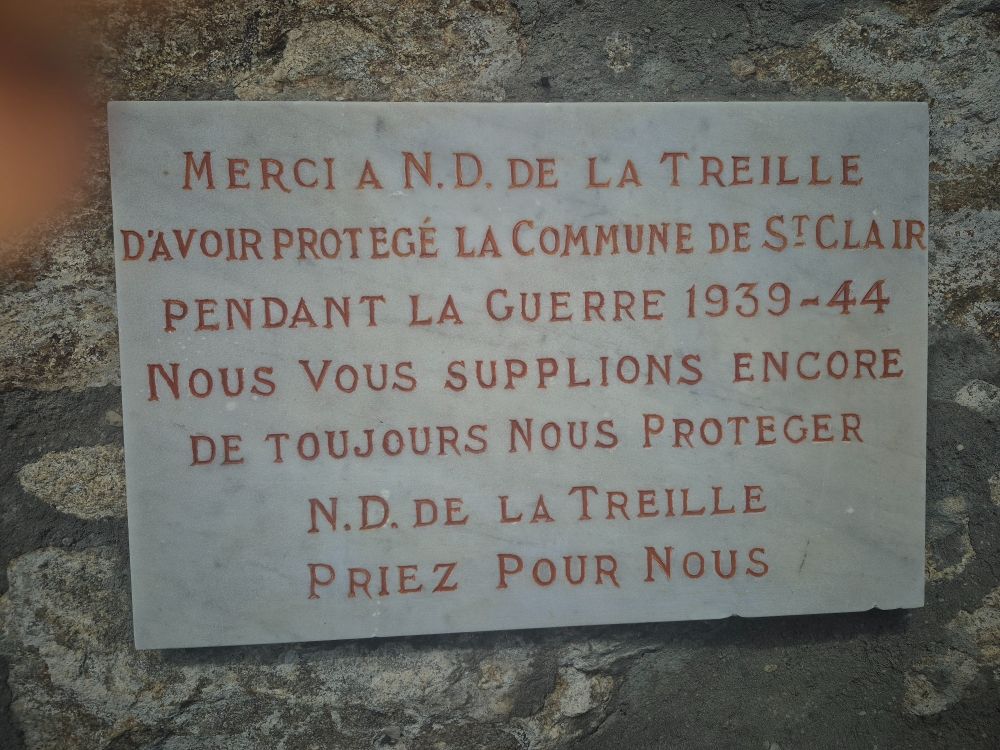 MERCI A N.D. DE LA TREILLE
D'AVOIR PROTEGÉ LA COMMUNE DE ST CLAIR
PENDANT LA GUERRE 1939-44
NOUS VOUS SUPPLIONS ENCORE
DE TOUJOURS NOUS PROTEGER
N.D. DE LA TREILLE
PRIEZ POUR NOUS